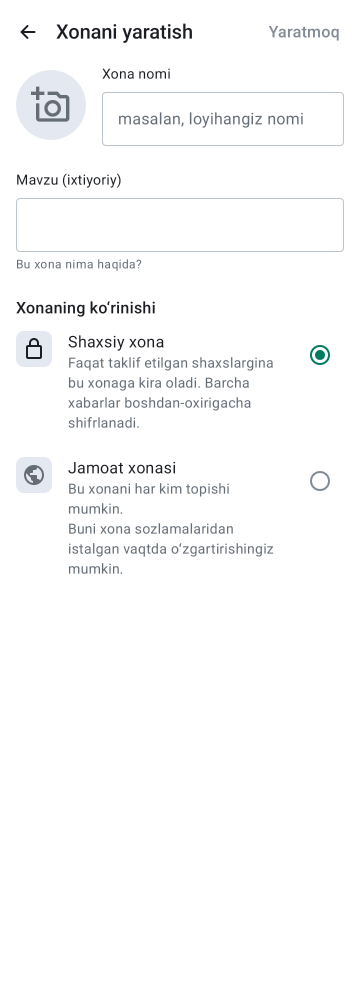 Xonani yaratish
Yaratmoq
Xona nomi
masalan, loyihangiz nomi
Mavzu (ixtiyoriy)
Bu xona nima haqida?
Xonaning koʻrinishi
Shaxsiy xona
Faqat taklif etilgan shaxslargina
bu xonaga kira oladi. Barcha
xabarlar boshdan-oxirigacha
shifrlanadi.
Jamoat xonasi
Bu xonani har kim topishi
mumkin.
Buni xona sozlamalaridan
istalgan vaqtda oʻzgartirishingiz
mumkin.